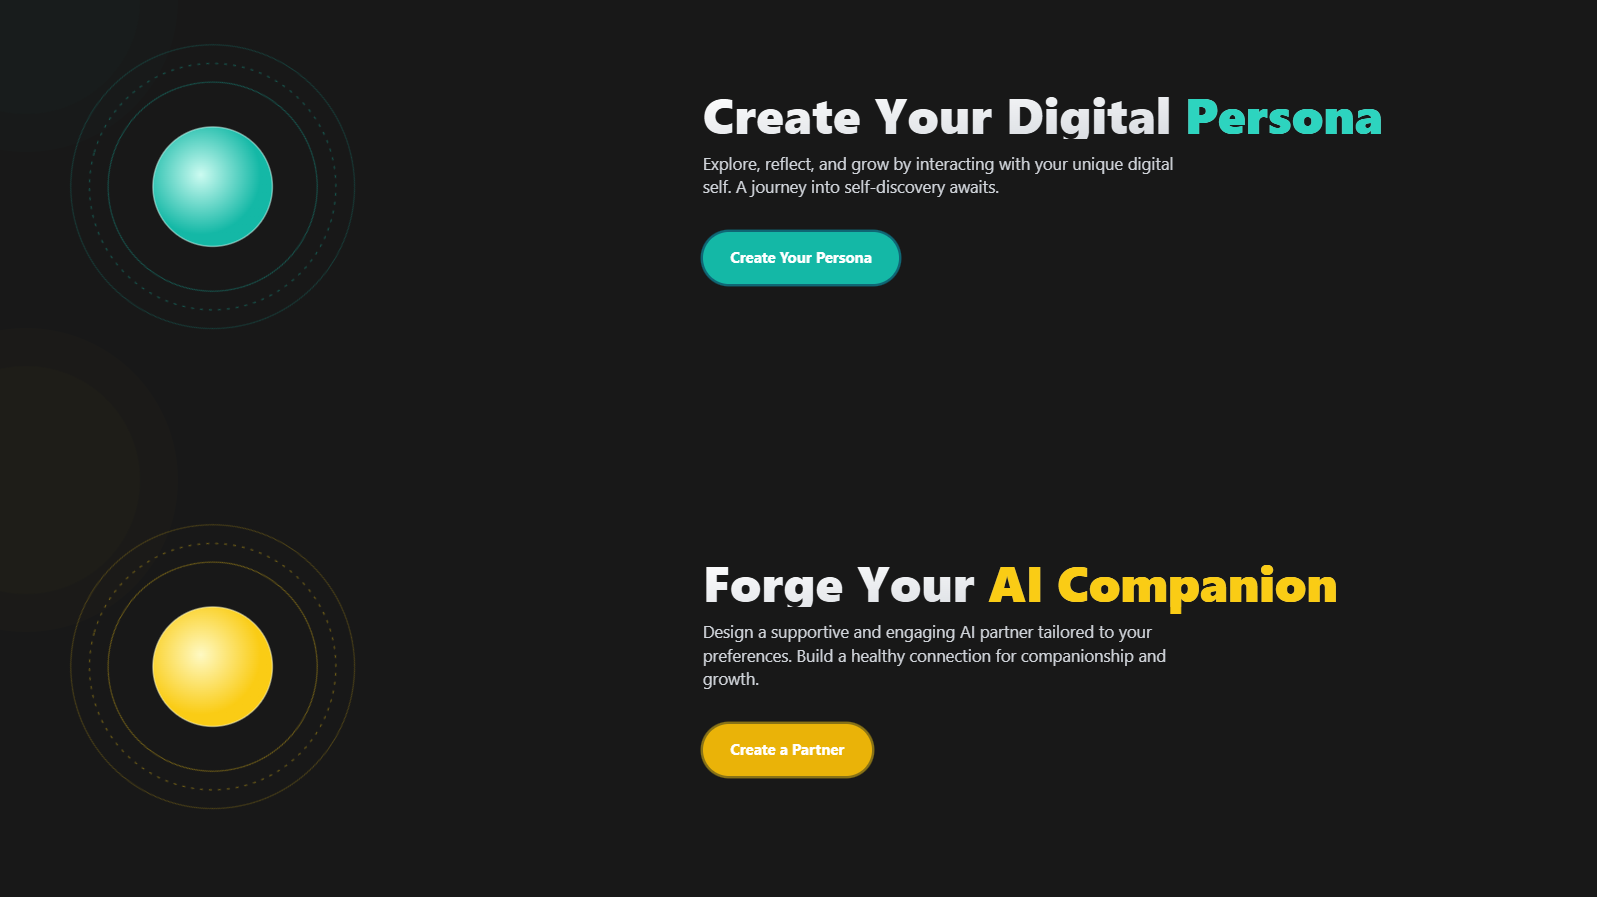 Create Your Digital Persona
Explore, reflect, and grow by interacting with your unique digital
self. A journey into self-discovery awaits.
Create Your Persona
Forge Your AI Companion
Design a supportive and engaging AI partner tailored to your
preferences. Build a healthy connection for companionship and
growth.
Create a Partner